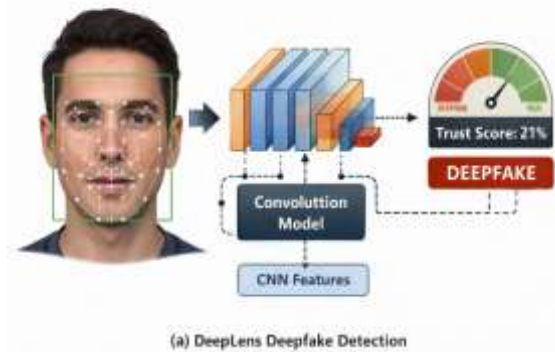 Trust Score: 21%
DEEPFAKE
Convoluttion
Model
CNN Features
(a) DeepLens Deepfake Detection